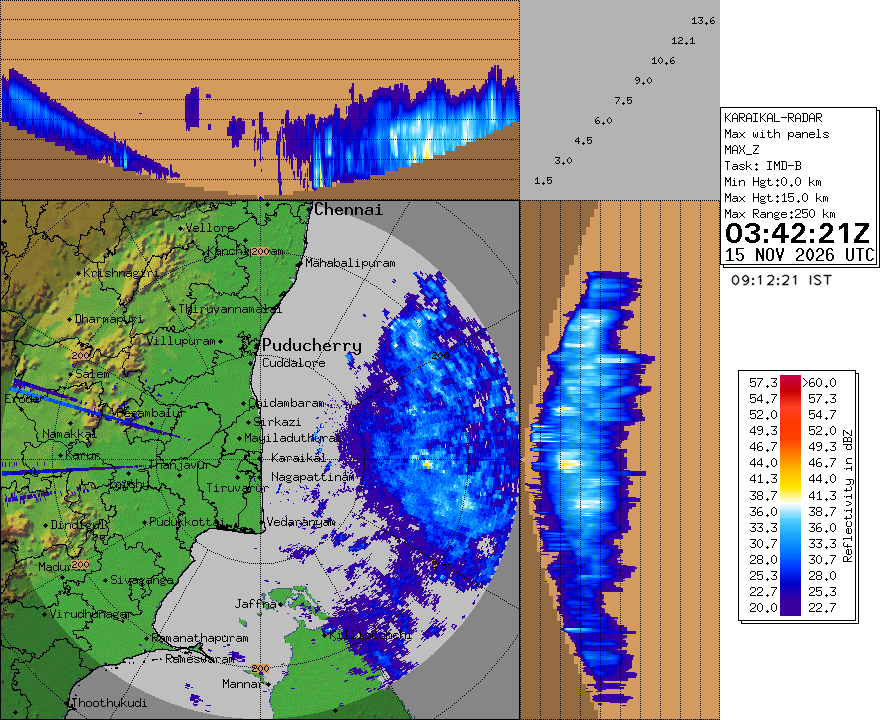 13.6
12.1
10.6
9.0
7.5
6.0
4.5
3.0
1.5
KARAIKAL-RADAR
Max with panels
MAX_Z
Task: IMD-B
Min Hgt:0.0 km
Max Hgt:15.0 km
Max Range:250 km
03:42:21Z
15 NOV 2026 UTC
09:12:21 IST
Chennai
Vellore
200
Mahabalipuram
Krishnagiri
Thiruvannamalai
Dharmapuri
Villupuram
Puducherry
200
200
Cuddalore
Salem
Erode
Perambalur
Chidambaram
Sirkazi
Namakkal
Mayiladuthurai
Karur
Thanjavur
Karaikal
Nagapattinam
Tiruvarur
Dindigul
Pudukkottai
Vedaranyam
Madurai
200
Sivaganga
Jaffna
Virudhunagar
Killinochchi
Ramanathapuram
Rameswaram
200
Mannar
Thoothukudi
57.3 >60.0
54.7 57.3
52.0 54.7
49.3 52.0
46.7 49.3
44.0 46.7
41.3 44.0
38.7 41.3
36.0 38.7
33.3 36.0
30.7 33.3
28.0 30.7
25.3 28.0
22.7 25.3
20.0 22.7
Reflectivity in dBZ